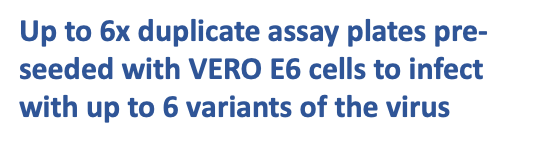 Up to 6x duplicate assay plates pre-
seeded with VERO E6 cells to infect
with up to 6 variants of the virus